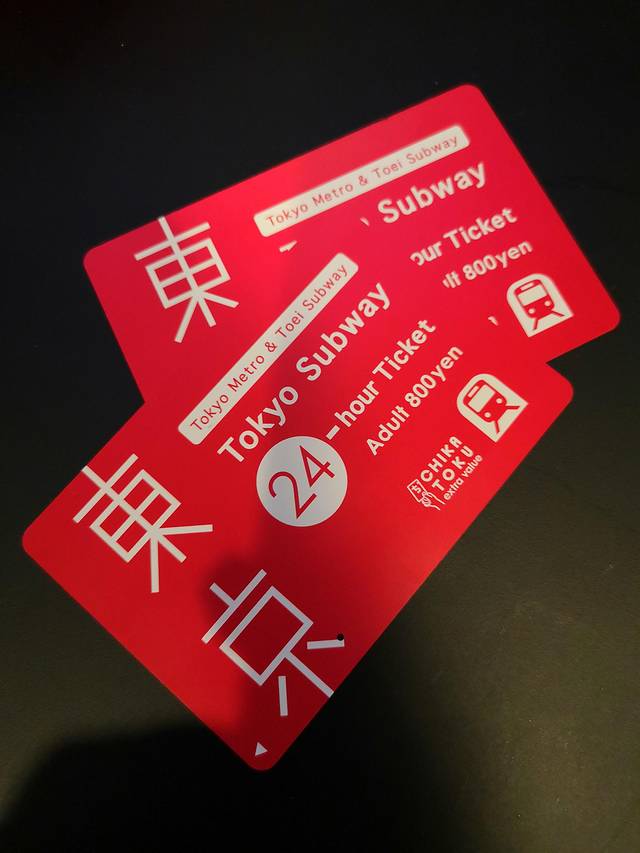 東
Tokyo Metro & Toei Subway
Subway
our Ticket
800yen
東京
Tokyo Metro & Toei Subway
Tokyo Subway
24-hour Ticket
Adult 800yen
CHIKA
TOKU
extra value